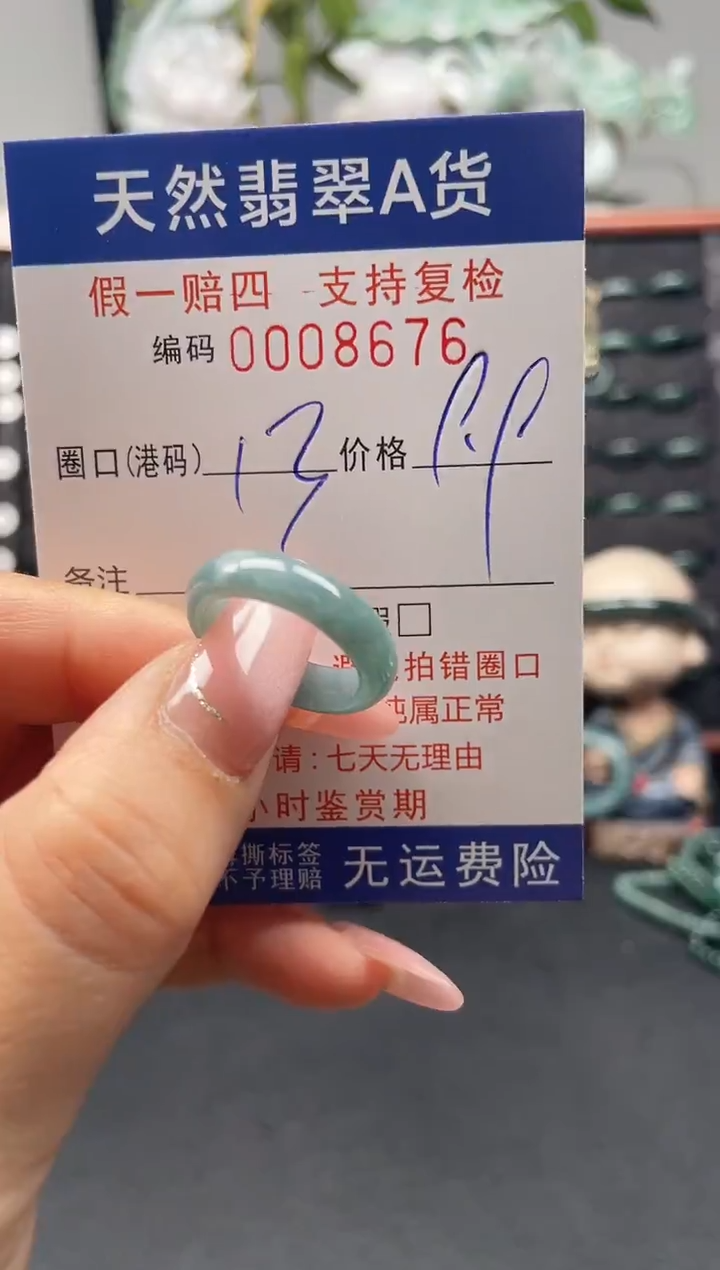 天然翡翠A货
假一赔四 支持复检
编码 0008676
圈口(港码) 13 价格
备注
拍错圈口
纯属正常
请:七天无理由
小时鉴赏期
撕标签 无运费险
不予理赔